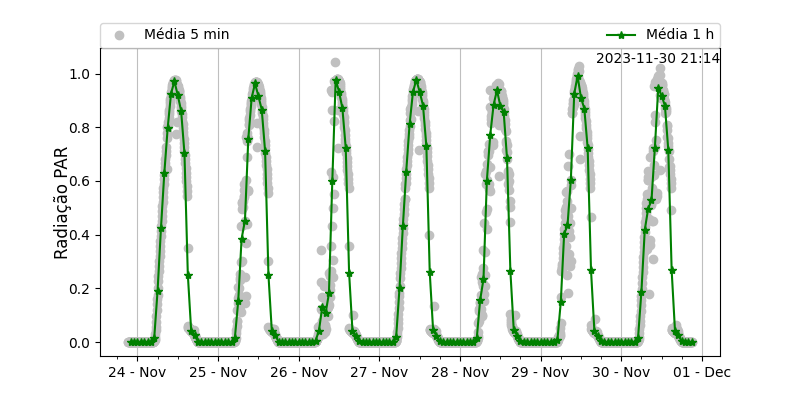 Média 5 min
Média 1 h
2023-11-30 21:14
Radiação PAR
1.0
0.8
0.6
0.4
0.2
0.0
24 - Nov
25 - Nov
26 - Nov
27 - Nov
28 - Nov
29 - Nov
30 - Nov
01 - Dec